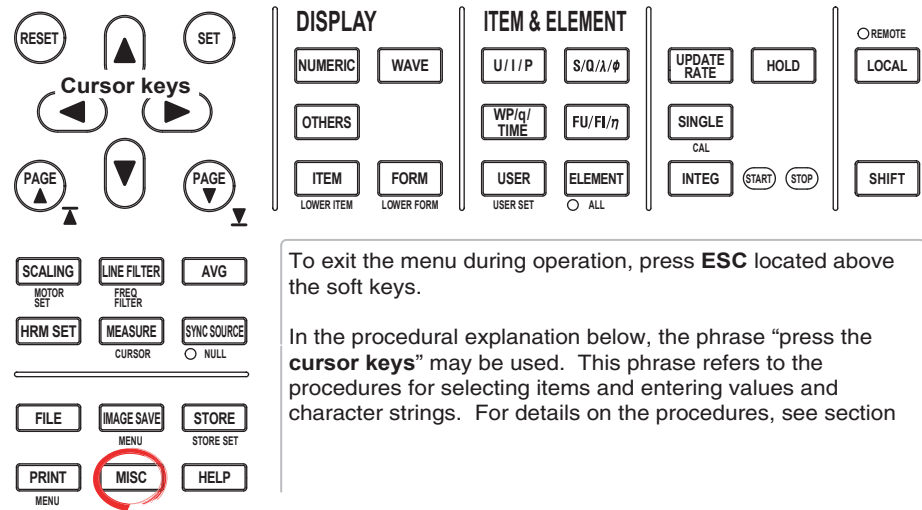 RESET
SET
Cursor keys
PAGE
PAGE
DISPLAY
NUMERIC
WAVE
OTHERS
ITEM
FORM
LOWER ITEM
LOWER FORM
ITEM & ELEMENT
U / I / P
S/Q/λ/ϕ
WP/q/
TIME
FU/FI/η
USER
ELEMENT
USER SET
ALL
UPDATE
RATE
HOLD
SINGLE
CAL
INTEG
START
STOP
REMOTE
LOCAL
SHIFT
SCALING
LINE FILTER
AVG
MOTOR
SET
FREQ
FILTER
HRM SET
MEASURE
SYNC SOURCE
CURSOR
NULL
FILE
IMAGE SAVE
STORE
MENU
STORE SET
PRINT
MISC
HELP
MENU
To exit the menu during operation, press ESC located above
the soft keys.
In the procedural explanation below, the phrase “press the
cursor keys” may be used. This phrase refers to the
procedures for selecting items and entering values and
character strings. For details on the procedures, see section